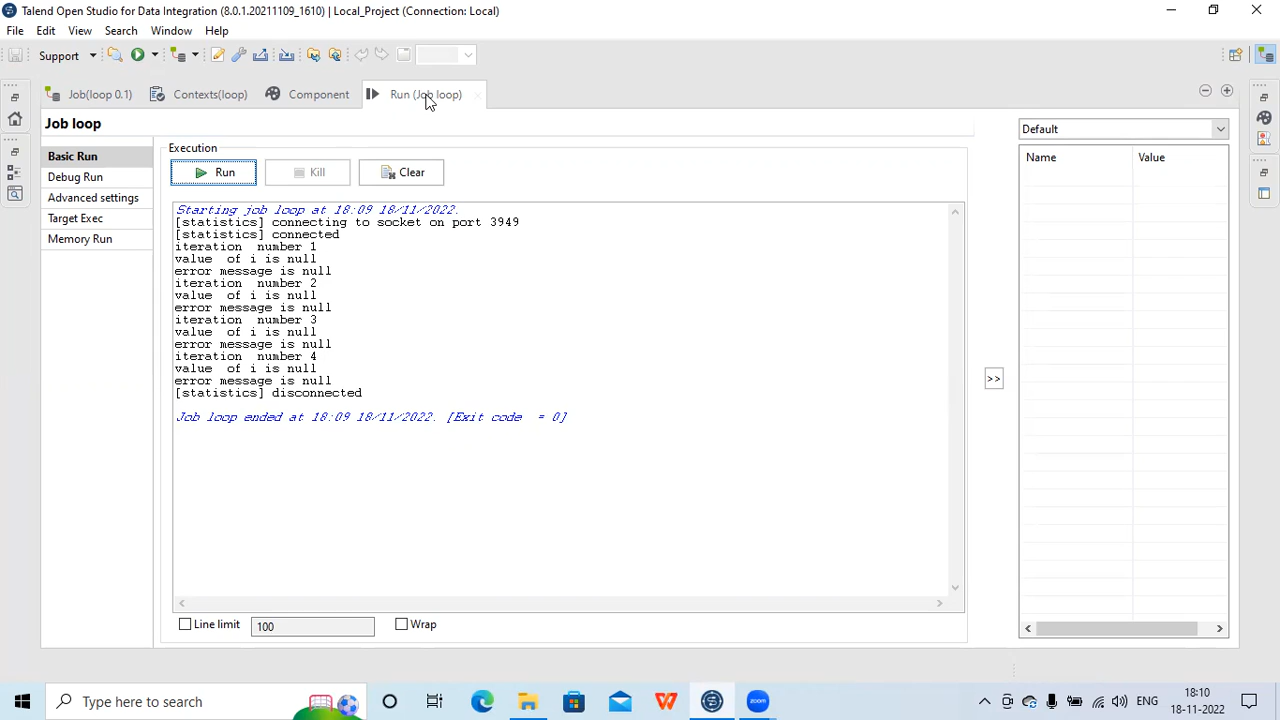 Talend Open Studio for Data Integration (8.0.1.20211109_1610) | Local_Project (Connection: Local)
File Edit View Search Window Help
Support
Job(loop 0.1) Contexts(loop) Component Run (Job loop)
Job loop
Basic Run
Debug Run
Advanced settings
Target Exec
Memory Run
Execution
Run Kill Clear
Starting job loop at 18:09 18/11/2022.
[statistics] connecting to socket on port 3949
[statistics] connected
iteration number 1
value of i is null
error message is null
iteration number 2
value of i is null
error message is null
iteration number 3
value of i is null
error message is null
iteration number 4
value of i is null
error message is null
[statistics] disconnected
Job loop ended at 18:09 18/11/2022. [Exit code = 0]
Line limit 100 Wrap
>>
Default
Name Value
Type here to search
ENG
18:10
18-11-2022